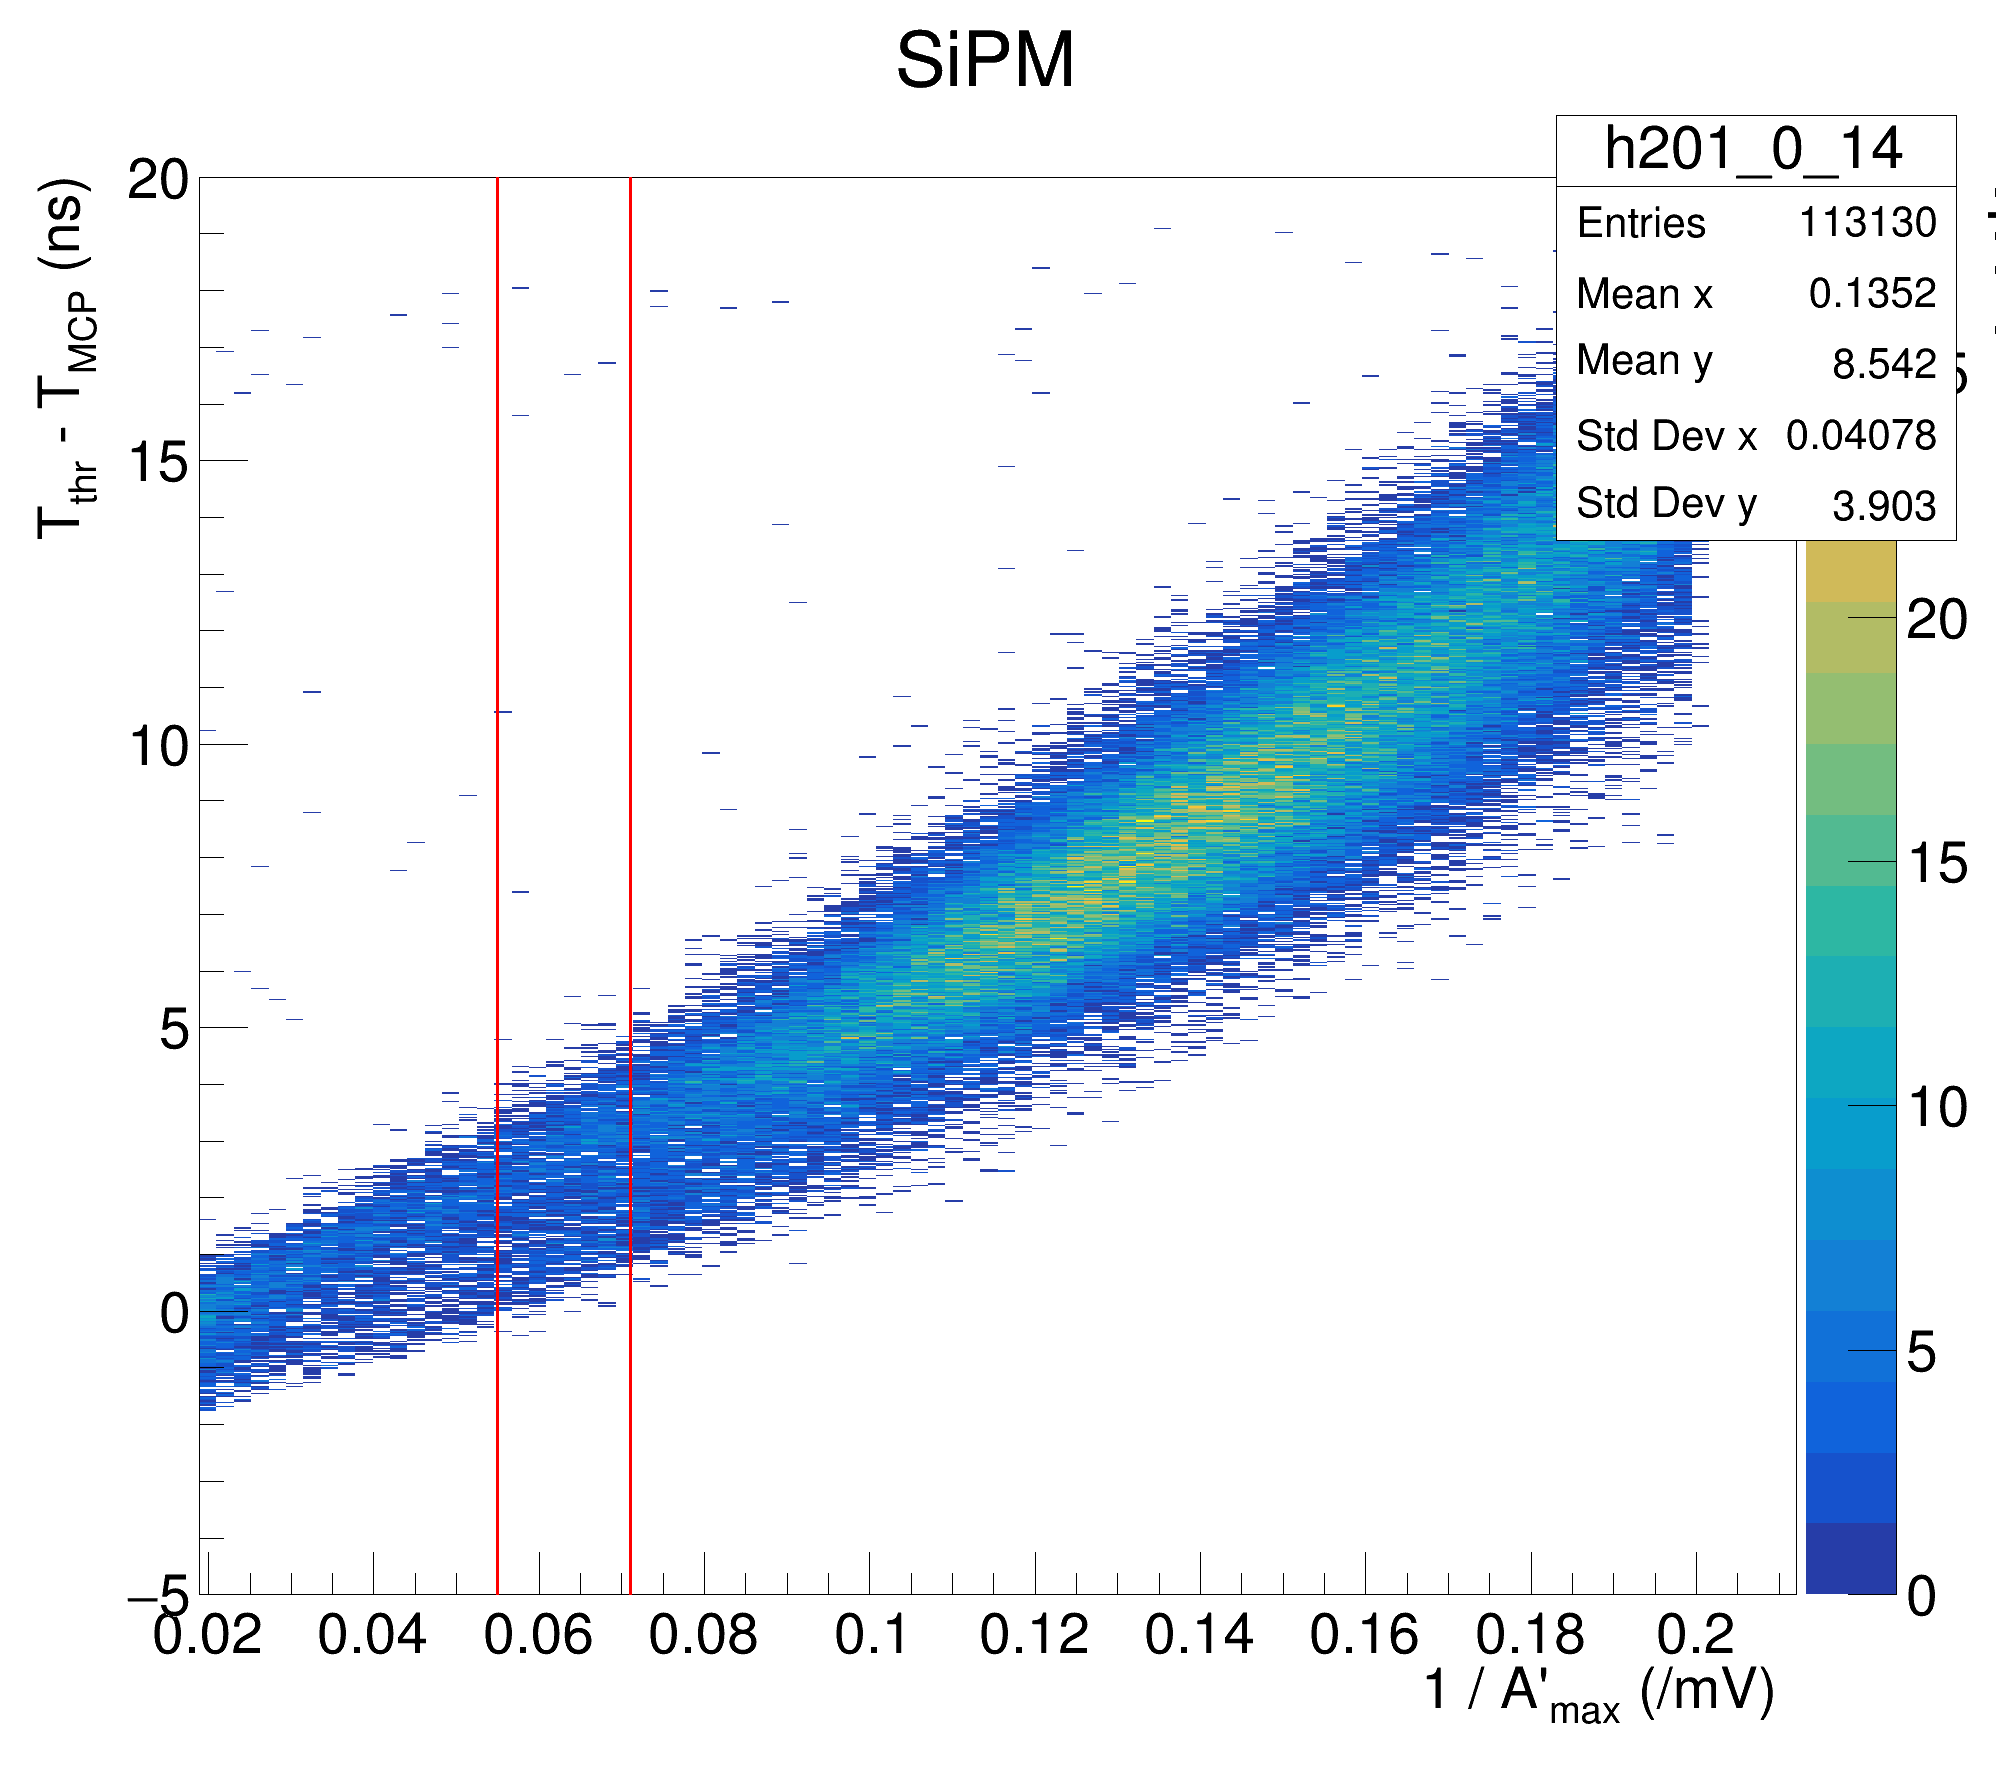 SiPM
h201_0_14
Entries 113130
Mean x 0.1352
Mean y 8.542
Std Dev x 0.04078
Std Dev y 3.903
T_thr - T_MCP (ns)
20
15
10
5
0
−5
0.02 0.04 0.06 0.08 0.1 0.12 0.14 0.16 0.18 0.2
1 / A'_max (/mV)
20
15
10
5
0